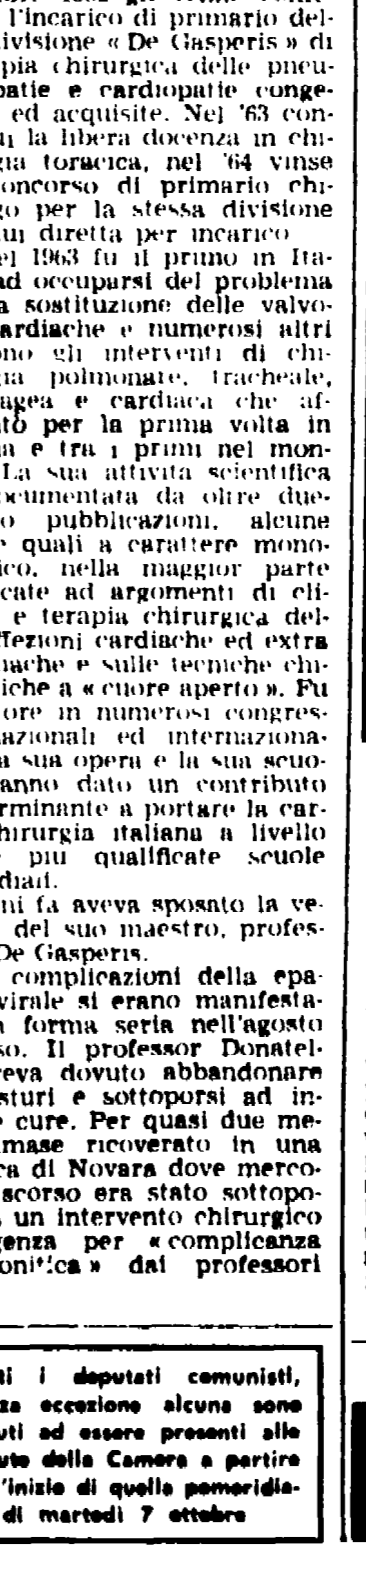 l'incarico di primario del-
ivisione « De Gasperis » di
pia chirurgica delle pneu-
patie e cardiopatie conge-
ed acquisite. Nel '63 con-
uì la libera docenza in chi-
gia toracica, nel '64 vinse
oncorso di primario chi-
go per la stessa divisione
ui diretta per incarico
el 1963 fu il primo in Ita-
ad occuparsi del problema
a sostituzione delle valvo-
ardiache e numerosi altri
ono gli interventi di chi-
gia polmonare, tracheale,
agea e cardiaca che af-
tò per la prima volta in
a e tra i primi nel mon-
La sua attività scientifica
ocumentata da oltre due-
o pubblicazioni, alcune
e quali a carattere mono-
ico, nella maggior parte
cate ad argomenti di cli-
e terapia chirurgica del-
ffezioni cardiache ed extra
iache e sulle tecniche chi-
iche a « cuore aperto ». Fu
ore in numerosi congres-
azionali ed internaziona-
a sua opera e la sua scuo-
anno dato un contributo
rminante a portare la car-
hirurgia italiana a livello
e più qualificate scuole
diali.
ni fa aveva sposato la ve-
del suo maestro, profes-
De Gasperis.
complicazioni della epa-
virale si erano manifesta-
n forma seria nell'agosto
so. Il professor Donatel-
veva dovuto abbandonare
sturi e sottoporsi ad in-
e cure. Per quasi due me-
mase ricoverato in una
ca di Novara dove merco-
scorso era stato sottopo-
un intervento chirurgico
genza per « complicanza
onitica » dai professori
ti i deputati comunisti,
za eccezione alcuna sono
uti ad essere presenti alle
ute della Camera a partire
l'inizio di quella pomeridia-
di martedì 7 ottobre